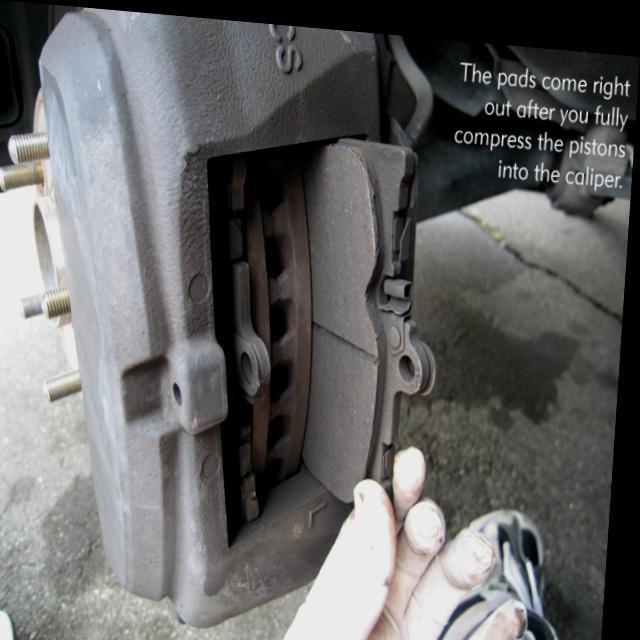 The pads come right
out after you fully
compress the pistons
into the caliper.